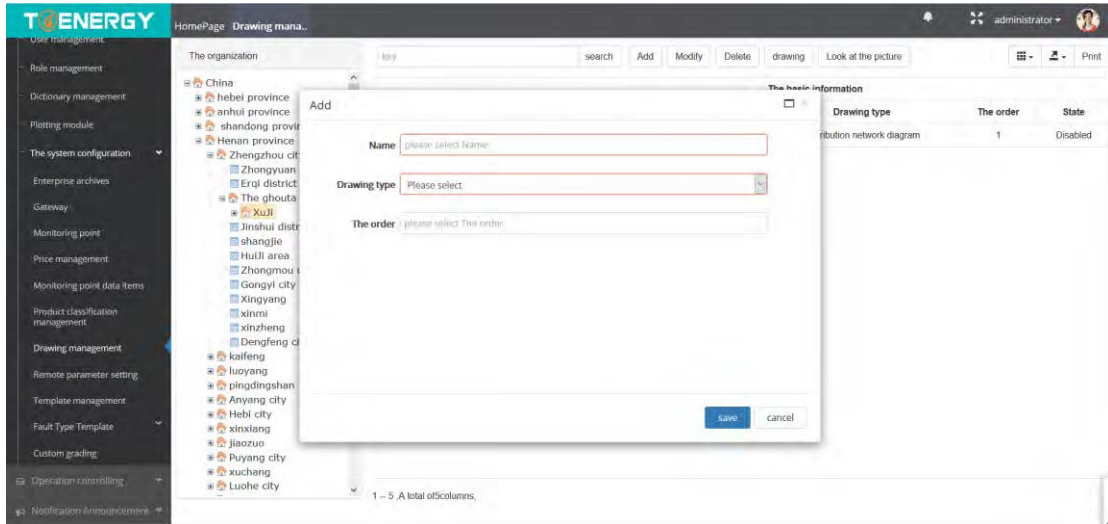 TOENERGY
HomePage Drawing mana..
administrator
User management
Role management
Dictionary management
Plotting module
The system configuration
Enterprise archives
Gateway
Monitoring point
Price management
Monitoring point data items
Product classification
management
Drawing management
Remote parameter setting
Template management
Fault Type Template
Custom grading
Operation controlling
Notification Announcement
The organization
China
hebei province
anhui province
shandong provin
Henan province
Zhengzhou cit
Zhongyuan
Erqi district
The ghouta
XuJi
Jinshui distr
shangjie
HuiJi area
Zhongmou
Gongyi city
Xingyang
xinmi
xinzheng
Dengfeng ci
kaifeng
luoyang
pingdingshan
Anyang city
Hebi city
xinxiang
jiaozuo
Puyang city
xuchang
Luohe city
key
search
Add
Modify
Delete
drawing
Look at the picture
Print
The basic information
Drawing type
The order
State
ribution network diagram
1
Disabled
Add
Name
please select Name
Drawing type
Please select
The order
please select The order
save
cancel
1 – 5 ,A total of5columns,